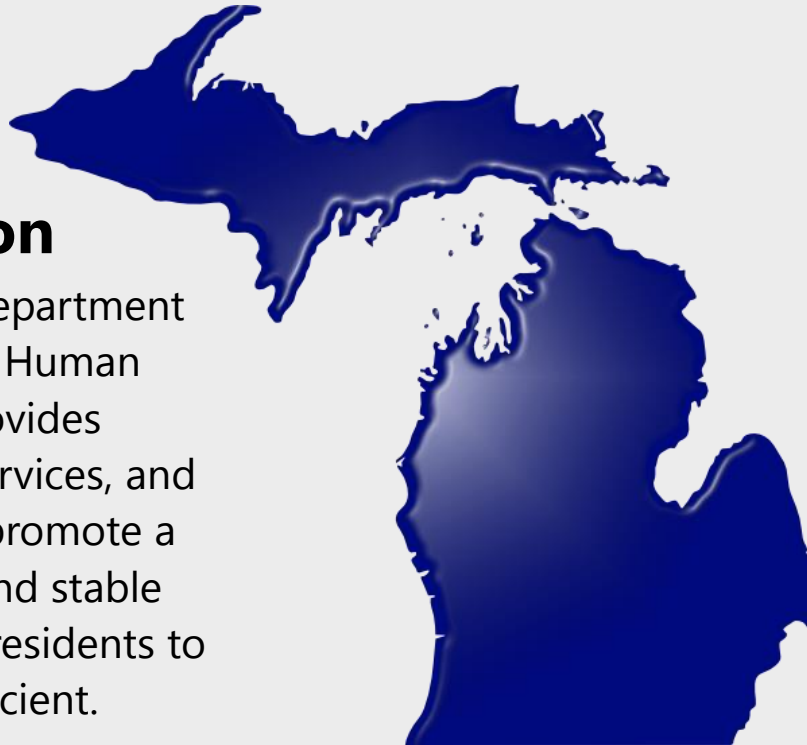 on
epartment
Human
ovides
rvices, and
promote a
nd stable
residents to
cient.